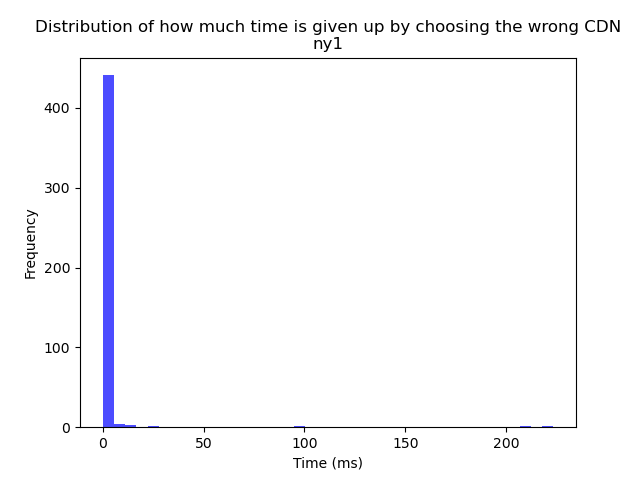 Distribution of how much time is given up by choosing the wrong CDN
ny1
400
300
200
100
0
Frequency
0 50 100 150 200
Time (ms)